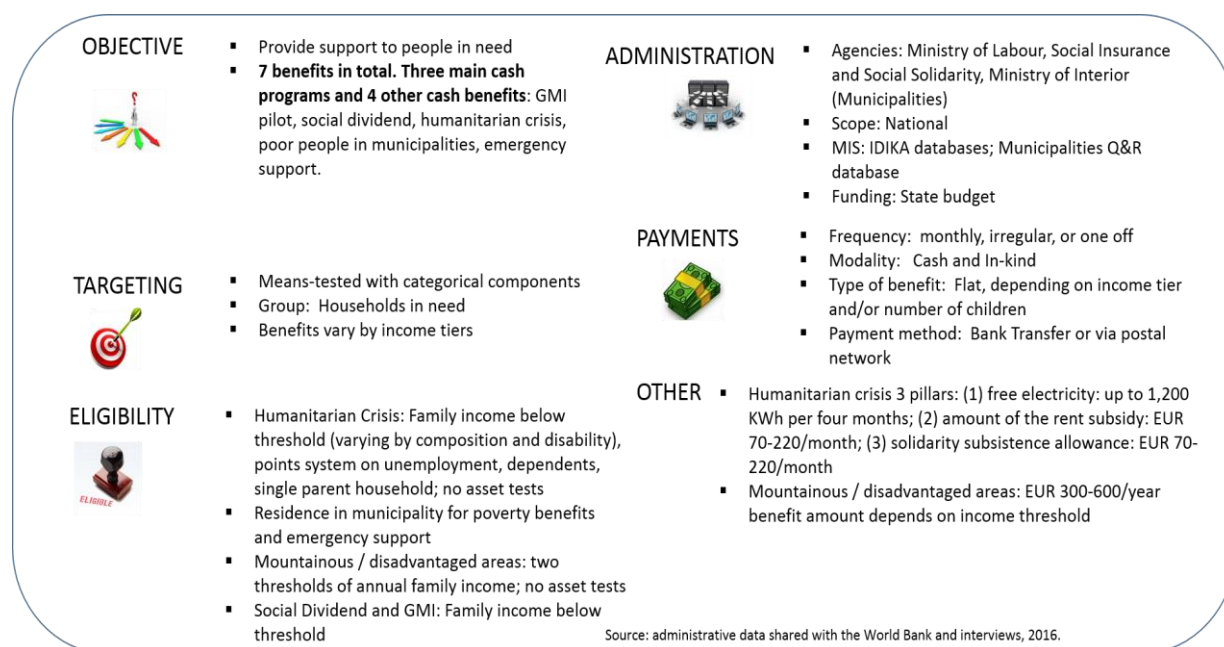 OBJECTIVE
▪ Provide support to people in need
▪ 7 benefits in total. Three main cash
programs and 4 other cash benefits: GMI
pilot, social dividend, humanitarian crisis,
poor people in municipalities, emergency
support.
TARGETING
▪ Means-tested with categorical components
▪ Group: Households in need
▪ Benefits vary by income tiers
ELIGIBILITY
ELIGIBLE
▪ Humanitarian Crisis: Family income below
threshold (varying by composition and disability),
points system on unemployment, dependents,
single parent household; no asset tests
▪ Residence in municipality for poverty benefits
and emergency support
▪ Mountainous / disadvantaged areas: two
thresholds of annual family income; no asset tests
▪ Social Dividend and GMI: Family income below
threshold
ADMINISTRATION
▪ Agencies: Ministry of Labour, Social Insurance
and Social Solidarity, Ministry of Interior
(Municipalities)
▪ Scope: National
▪ MIS: IDIKA databases; Municipalities Q&R
database
▪ Funding: State budget
PAYMENTS
▪ Frequency: monthly, irregular, or one off
▪ Modality: Cash and In-kind
▪ Type of benefit: Flat, depending on income tier
and/or number of children
▪ Payment method: Bank Transfer or via postal
network
OTHER
▪ Humanitarian crisis 3 pillars: (1) free electricity: up to 1,200
KWh per four months; (2) amount of the rent subsidy: EUR
70-220/month; (3) solidarity subsistence allowance: EUR 70-
220/month
▪ Mountainous / disadvantaged areas: EUR 300-600/year
benefit amount depends on income threshold
Source: administrative data shared with the World Bank and interviews, 2016.